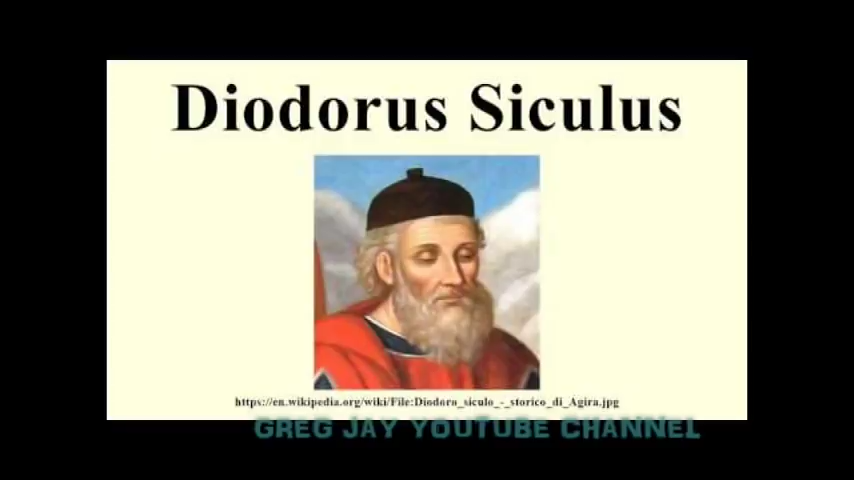 Diodorus Siculus
https://en.wikipedia.org/wiki/File:Diodoro_siculo_-_storico_di_Agira.jpg
GREG JAY YOUTUBE CHANNEL